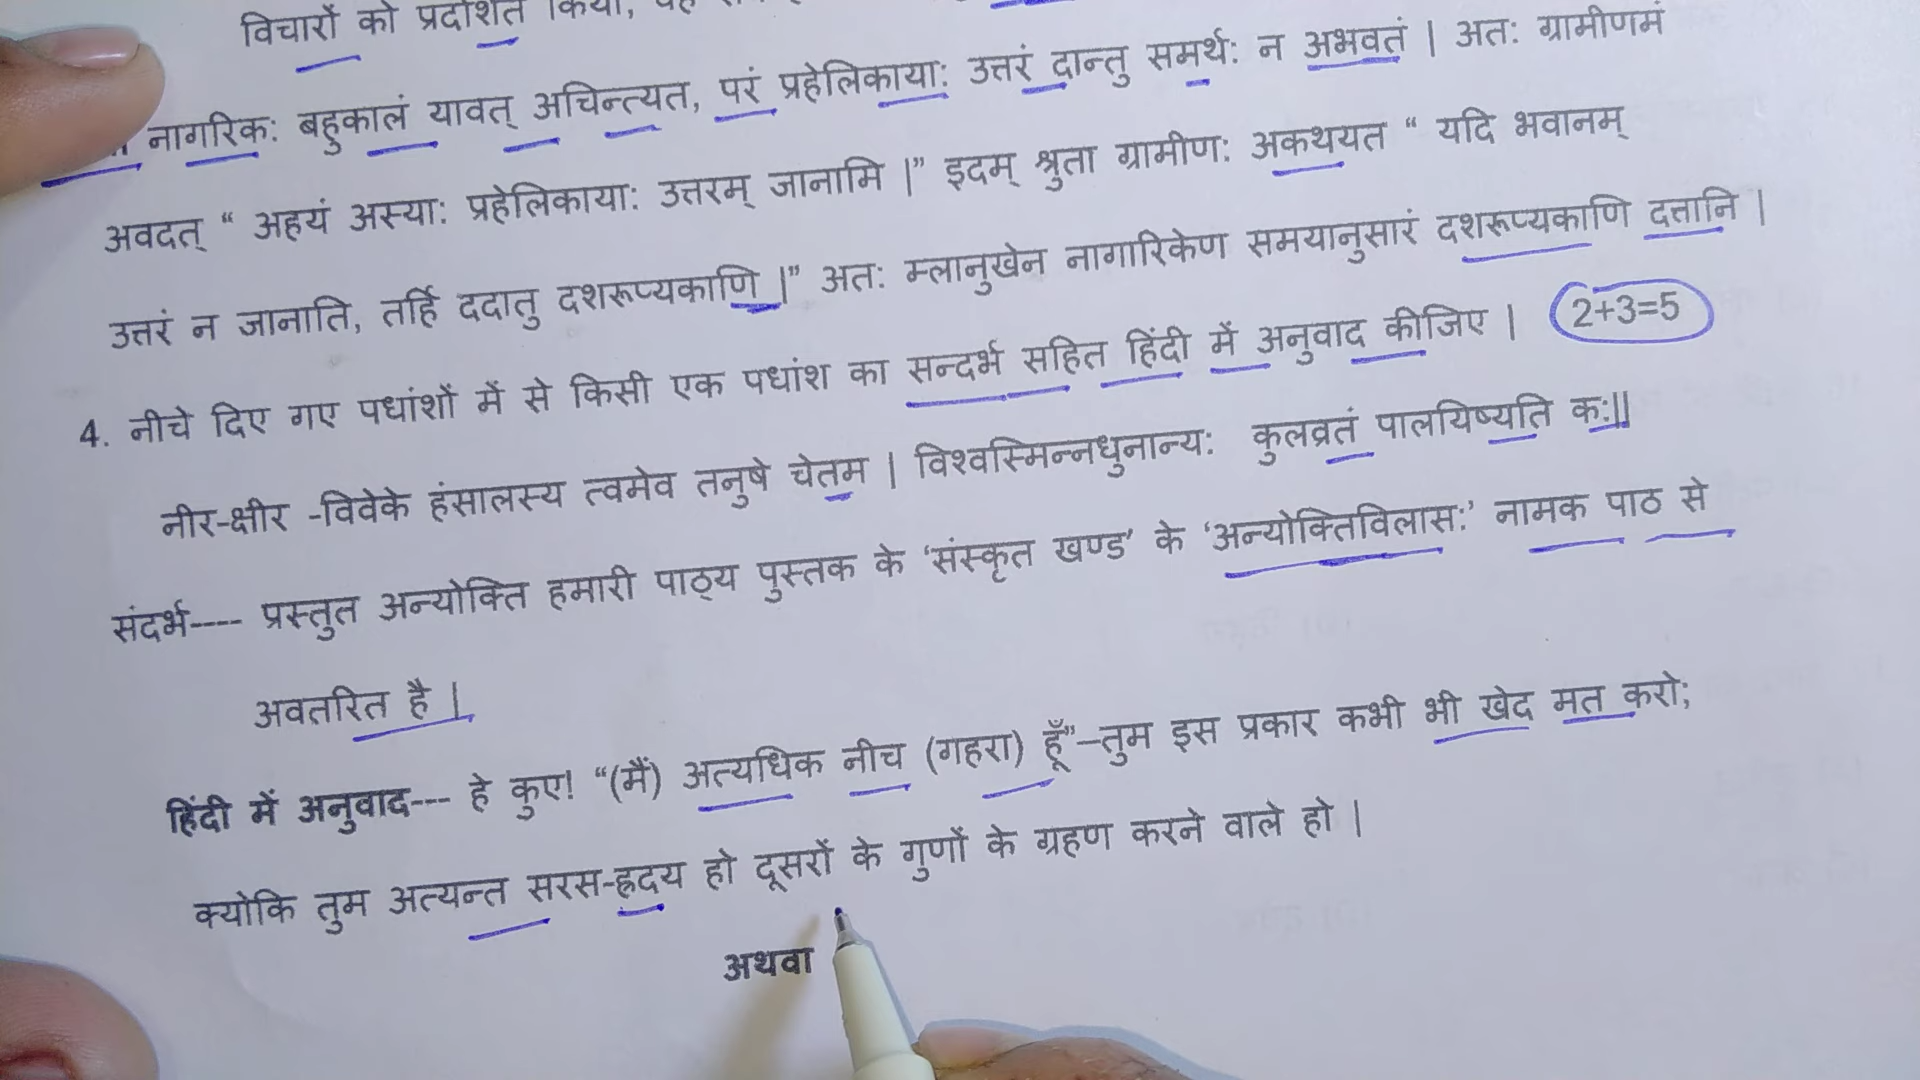 विचारों को प्रदर्शित किया,
नागरिक: बहुकालं यावत् अचिन्त्यत, परं प्रहेलिकाया: उत्तरं दान्तु समर्थ: न अभवतं | अत: ग्रामीणमं
अवदत् “ अहयं अस्या: प्रहेलिकाया: उत्तरम् जानामि |” इदम् श्रुता ग्रामीण: अकथयत “ यदि भवानम्
उत्तरं न जानाति, तर्हि ददातु दशरूप्यकाणि |” अत: म्लानुखेन नागारिकेण समयानुसारं दशरूप्यकाणि दत्तानि |
4. नीचे दिए गए पधांशों में से किसी एक पधांश का सन्दर्भ सहित हिंदी में अनुवाद कीजिए | 2+3=5
नीर-क्षीर -विवेके हंसालस्य त्वमेव तनुषे चेतम | विश्वस्मिन्नधुनान्य: कुलव्रतं पालयिष्यति क:||
संदर्भ---- प्रस्तुत अन्योक्ति हमारी पाठ्य पुस्तक के ‘संस्कृत खण्ड’ के ‘अन्योक्तिविलास:’ नामक पाठ से
अवतरित है |
हिंदी में अनुवाद--- हे कुए! “(मैं) अत्यधिक नीच (गहरा) हूँ”–तुम इस प्रकार कभी भी खेद मत करो;
क्योकि तुम अत्यन्त सरस-ह्रदय हो दूसरों के गुणों के ग्रहण करने वाले हो |
अथवा